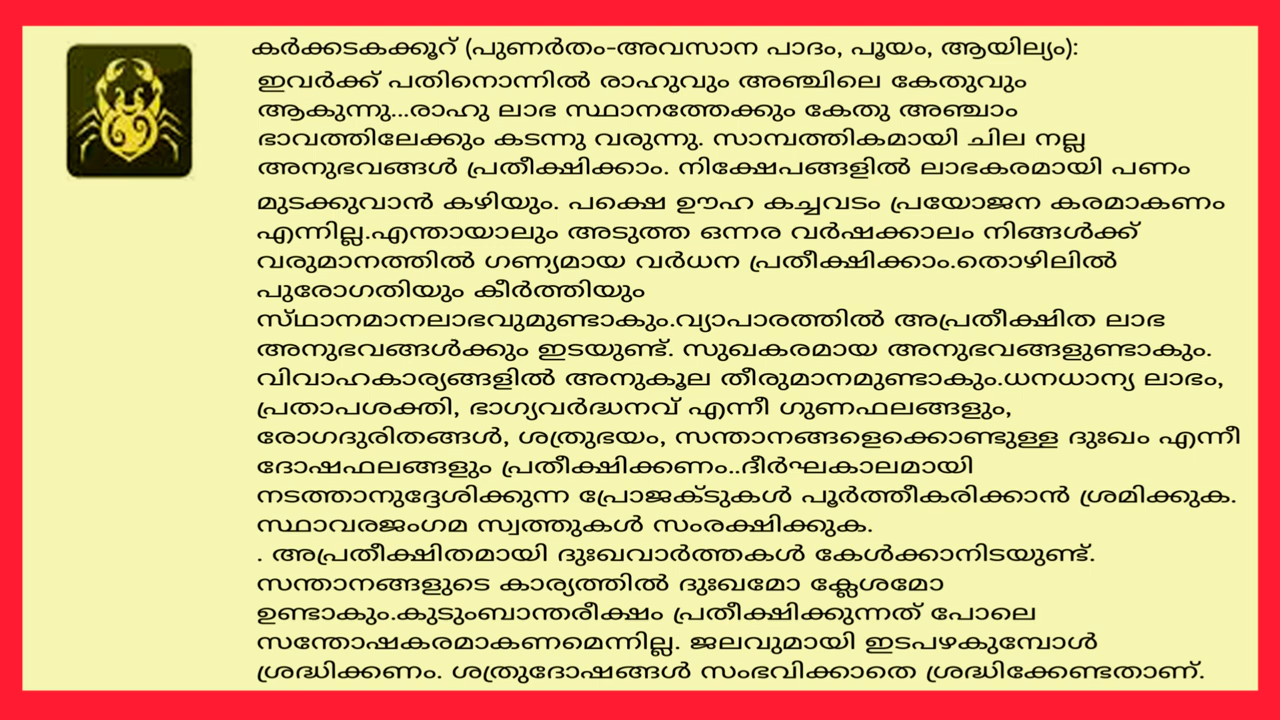 കർക്കടകക്കൂറ് (പുണർതം-അവസാന പാദം, പൂയം, ആയില്യം):
ഇവർക്ക് പതിനൊന്നിൽ രാഹുവും അഞ്ചിലെ കേതുവും
ആകുന്നു...രാഹു ലാഭ സ്ഥാനത്തേക്കും കേതു അഞ്ചാം
ഭാവത്തിലേക്കും കടന്നു വരുന്നു. സാമ്പത്തികമായി ചില നല്ല
അനുഭവങ്ങൾ പ്രതീക്ഷിക്കാം. നിക്ഷേപങ്ങളിൽ ലാഭകരമായി പണം
മുടക്കുവാൻ കഴിയും. പക്ഷെ ഊഹ കച്ചവടം പ്രയോജന കരമാകണം
എന്നില്ല.എന്തായാലും അടുത്ത ഒന്നര വർഷക്കാലം നിങ്ങൾക്ക്
വരുമാനത്തിൽ ഗണ്യമായ വർധന പ്രതീക്ഷിക്കാം.തൊഴിലിൽ
പുരോഗതിയും കീർത്തിയും
സ്ഥാനമാനലാഭവുമുണ്ടാകും.വ്യാപാരത്തിൽ അപ്രതീക്ഷിത ലാഭ
അനുഭവങ്ങൾക്കും ഇടയുണ്ട്. സുഖകരമായ അനുഭവങ്ങളുണ്ടാകും.
വിവാഹകാര്യങ്ങളിൽ അനുകൂല തീരുമാനമുണ്ടാകും.ധനധാന്യ ലാഭം,
പ്രതാപശക്തി, ഭാഗ്യവർദ്ധനവ് എന്നീ ഗുണഫലങ്ങളും,
രോഗദുരിതങ്ങൾ, ശത്രുഭയം, സന്താനങ്ങളെക്കൊണ്ടുള്ള ദുഃഖം എന്നീ
ദോഷഫലങ്ങളും പ്രതീക്ഷിക്കണം..ദീർഘകാലമായി
നടത്താനുദ്ദേശിക്കുന്ന പ്രോജക്ടുകൾ പൂർത്തീകരിക്കാൻ ശ്രമിക്കുക.
സ്ഥാവരജംഗമ സ്വത്തുകൾ സംരക്ഷിക്കുക.
. അപ്രതീക്ഷിതമായി ദുഃഖവാർത്തകൾ കേൾക്കാനിടയുണ്ട്.
സന്താനങ്ങളുടെ കാര്യത്തിൽ ദുഃഖമോ ക്ലേശമോ
ഉണ്ടാകും.കുടുംബാന്തരീക്ഷം പ്രതീക്ഷിക്കുന്നത് പോലെ
സന്തോഷകരമാകണമെന്നില്ല. ജലവുമായി ഇടപഴകുമ്പോൾ
ശ്രദ്ധിക്കണം. ശത്രുദോഷങ്ങൾ സംഭവിക്കാതെ ശ്രദ്ധിക്കേണ്ടതാണ്.